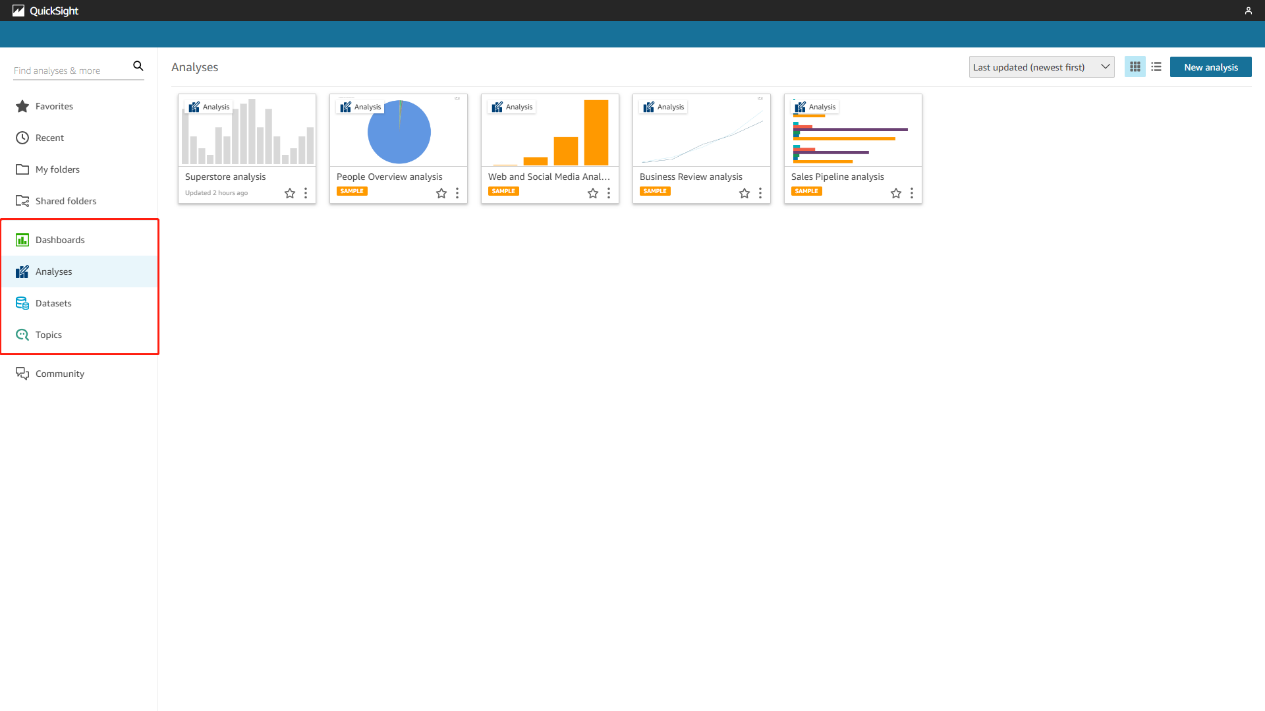 QuickSight
Find analyses & more
Favorites
Recent
My folders
Shared folders
Dashboards
Analyses
Datasets
Topics
Community
Analyses
Last updated (newest first)
New analysis
Analysis
Superstore analysis
Updated 2 hours ago
Analysis
People Overview analysis
SAMPLE
Analysis
Web and Social Media Anal...
SAMPLE
Analysis
Business Review analysis
SAMPLE
Analysis
Sales Pipeline analysis
SAMPLE